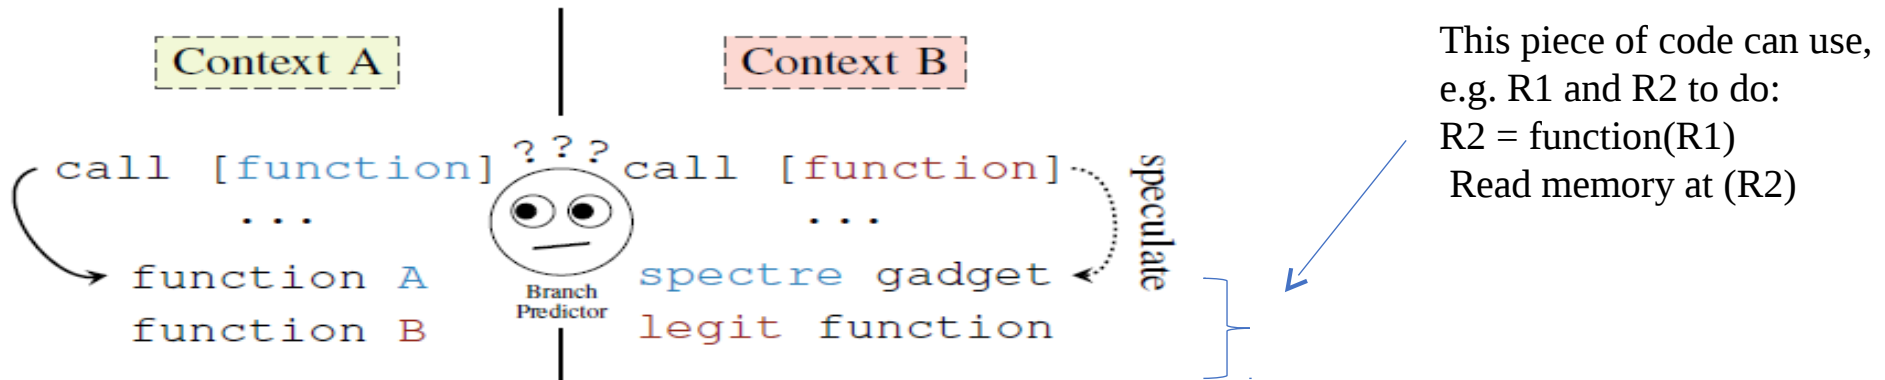 Context A
Context B
This piece of code can use,
e.g. R1 and R2 to do:
R2 = function(R1)
Read memory at (R2)
call [function]
???
call [function]
...
...
speculate
function A
spectre gadget
Branch
Predictor
function B
legit function